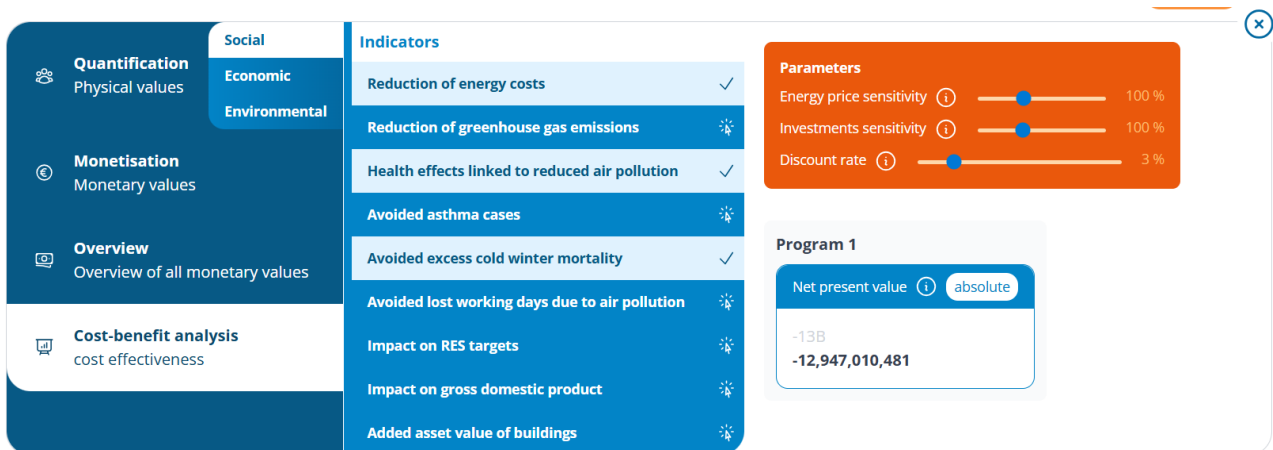 Quantification
Physical values
Social
Economic
Environmental
Monetisation
Monetary values
Overview
Overview of all monetary values
Cost-benefit analysis
cost effectiveness
Indicators
Reduction of energy costs
Reduction of greenhouse gas emissions
Health effects linked to reduced air pollution
Avoided asthma cases
Avoided excess cold winter mortality
Avoided lost working days due to air pollution
Impact on RES targets
Impact on gross domestic product
Added asset value of buildings
Parameters
Energy price sensitivity i 100 %
Investments sensitivity i 100 %
Discount rate i 3 %
Program 1
Net present value i absolute
-13B
-12,947,010,481